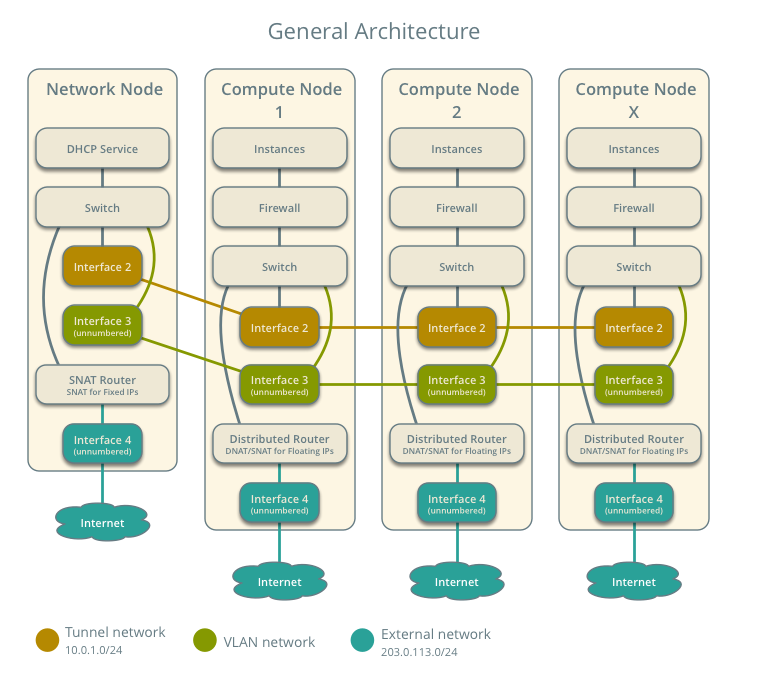 General Architecture
Network Node
DHCP Service
Switch
Interface 2
Interface 3
(unnumbered)
SNAT Router
SNAT for Fixed IPs
Interface 4
(unnumbered)
Internet
Compute Node
1
Instances
Firewall
Switch
Interface 2
Interface 3
(unnumbered)
Distributed Router
DNAT/SNAT for Floating IPs
Interface 4
(unnumbered)
Internet
Compute Node
2
Instances
Firewall
Switch
Interface 2
Interface 3
(unnumbered)
Distributed Router
DNAT/SNAT for Floating IPs
Interface 4
(unnumbered)
Internet
Compute Node
X
Instances
Firewall
Switch
Interface 2
Interface 3
(unnumbered)
Distributed Router
DNAT/SNAT for Floating IPs
Interface 4
(unnumbered)
Internet
Tunnel network
10.0.1.0/24
VLAN network
External network
203.0.113.0/24